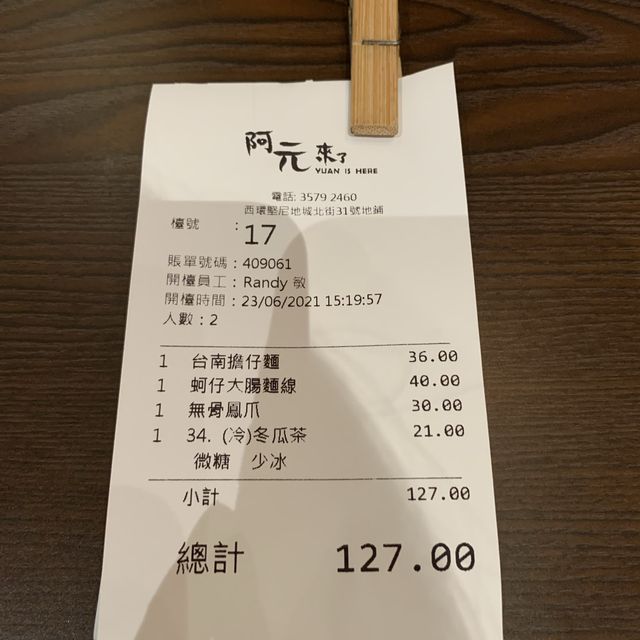 阿元來了
YUAN IS HERE
電話: 3579 2460
西環堅尼地城北街31號地鋪
檯號 : 17
賬單號碼 : 409061
開檯員工 : Randy 敏
開檯時間 : 23/06/2021 15:19:57
人數 : 2
1 台南擔仔麵 36.00
1 蚵仔大腸麵線 40.00
1 無骨鳳爪 30.00
1 34. (冷)冬瓜茶 21.00
微糖 少冰
小計 127.00
總計 127.00